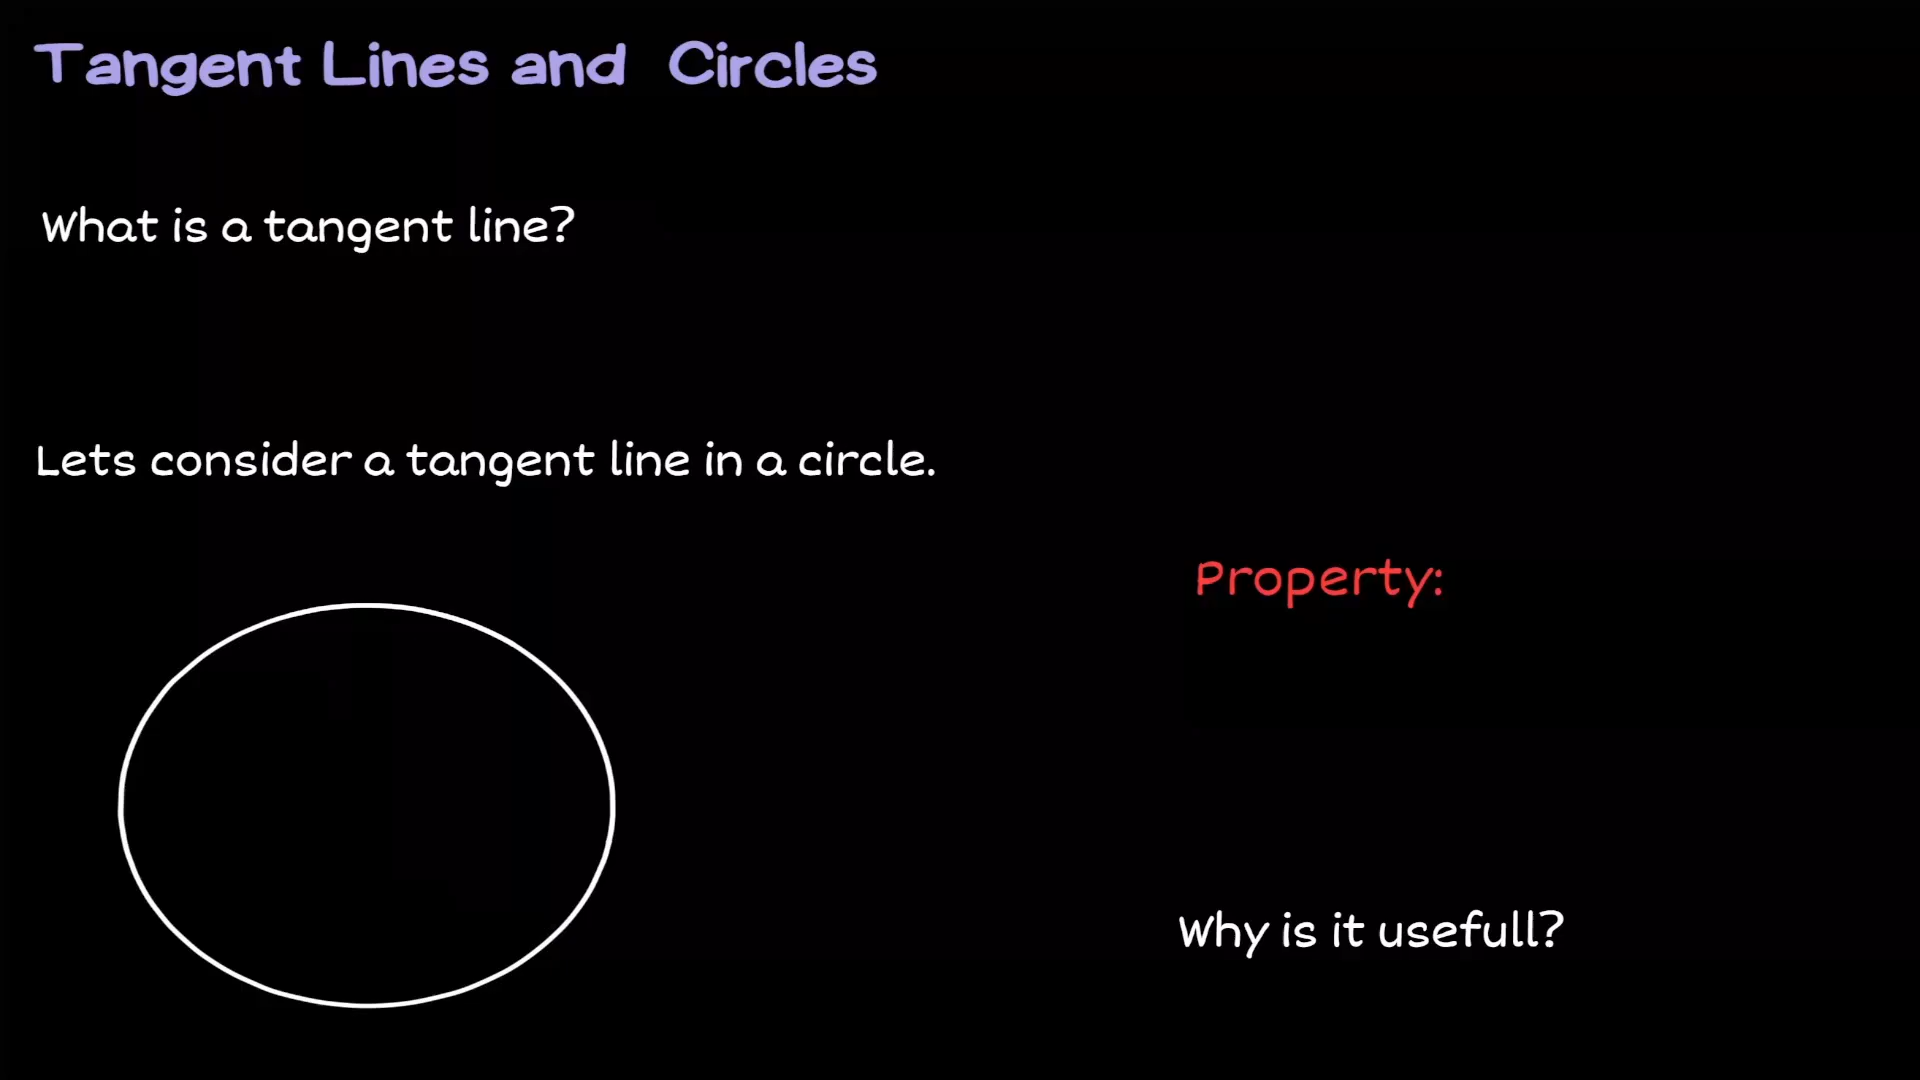 Tangent Lines and Circles
What is a tangent line?
Lets consider a tangent line in a circle.
Property:
Why is it usefull?